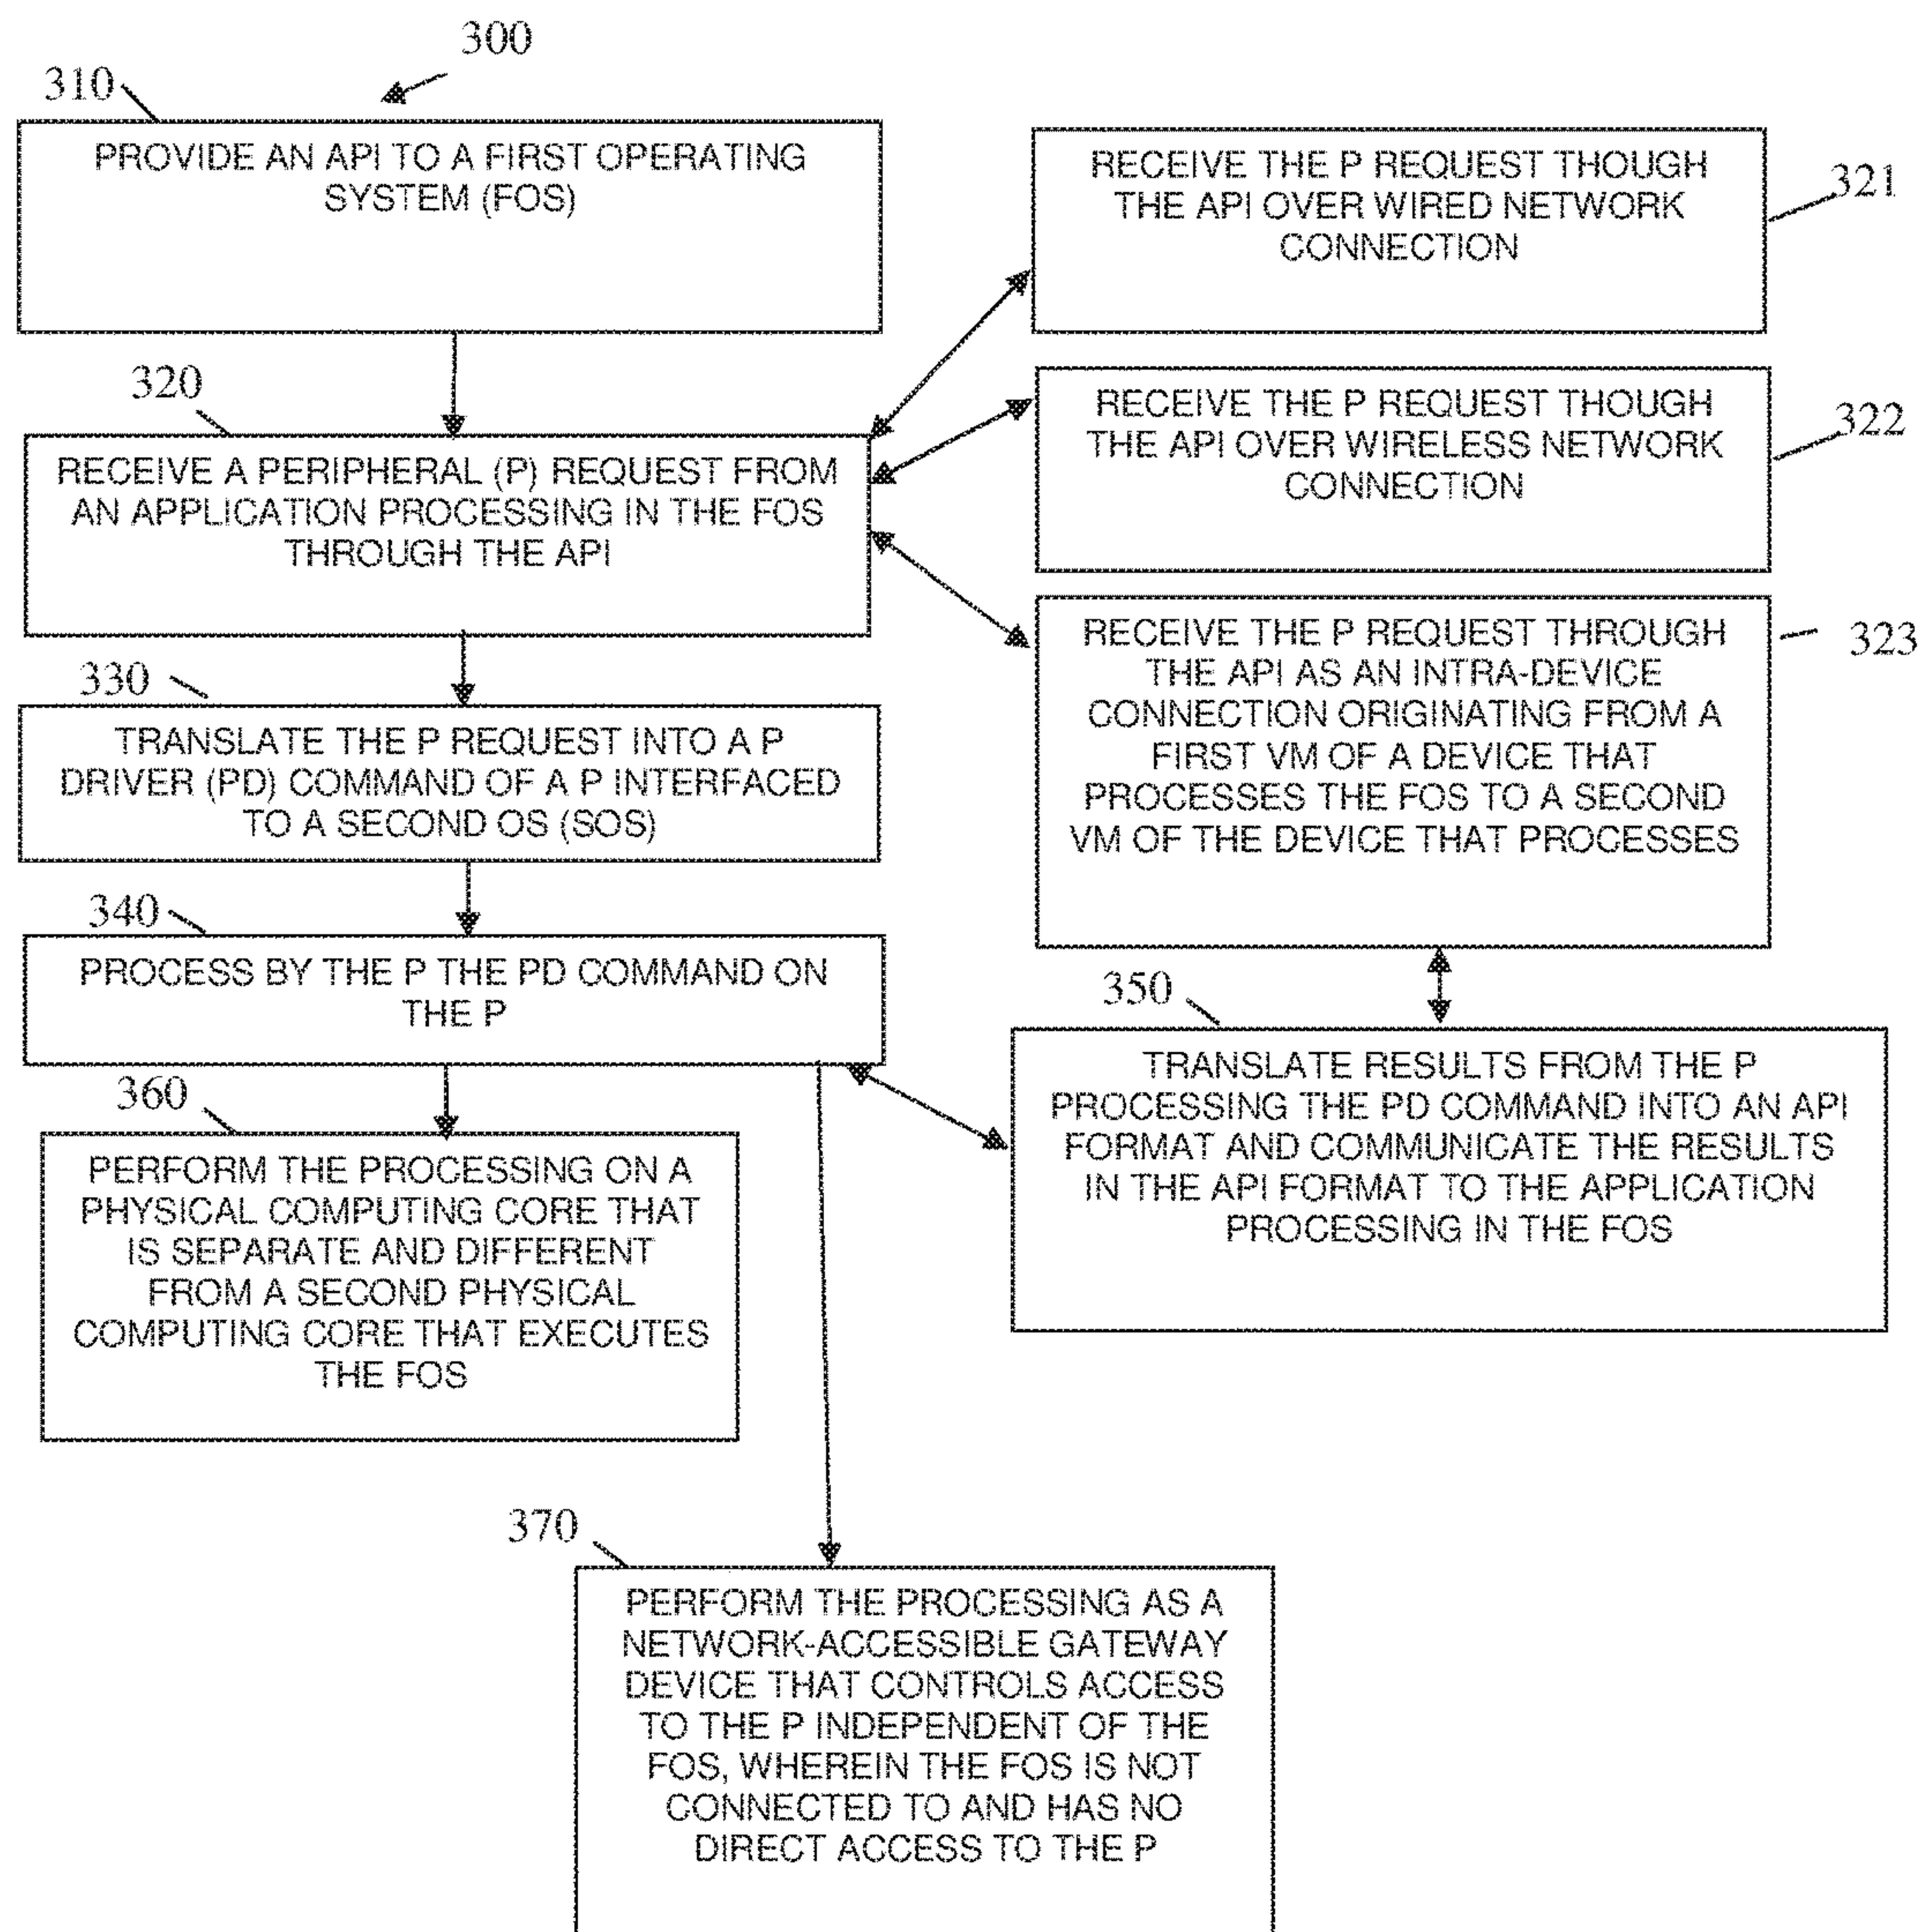 300
310
PROVIDE AN API TO A FIRST OPERATING
SYSTEM (FOS)
320
RECEIVE A PERIPHERAL (P) REQUEST FROM
AN APPLICATION PROCESSING IN THE FOS
THROUGH THE API
321
RECEIVE THE P REQUEST THOUGH
THE API OVER WIRED NETWORK
CONNECTION
322
RECEIVE THE P REQUEST THOUGH
THE API OVER WIRELESS NETWORK
CONNECTION
323
RECEIVE THE P REQUEST THROUGH
THE API AS AN INTRA-DEVICE
CONNECTION ORIGINATING FROM A
FIRST VM OF A DEVICE THAT
PROCESSES THE FOS TO A SECOND
VM OF THE DEVICE THAT PROCESSES
330
TRANSLATE THE P REQUEST INTO A P
DRIVER (PD) COMMAND OF A P INTERFACED
TO A SECOND OS (SOS)
340
PROCESS BY THE P THE PD COMMAND ON
THE P
350
TRANSLATE RESULTS FROM THE P
PROCESSING THE PD COMMAND INTO AN API
FORMAT AND COMMUNICATE THE RESULTS
IN THE API FORMAT TO THE APPLICATION
PROCESSING IN THE FOS
360
PERFORM THE PROCESSING ON A
PHYSICAL COMPUTING CORE THAT
IS SEPARATE AND DIFFERENT
FROM A SECOND PHYSICAL
COMPUTING CORE THAT EXECUTES
THE FOS
370
PERFORM THE PROCESSING AS A
NETWORK-ACCESSIBLE GATEWAY
DEVICE THAT CONTROLS ACCESS
TO THE P INDEPENDENT OF THE
FOS, WHEREIN THE FOS IS NOT
CONNECTED TO AND HAS NO
DIRECT ACCESS TO THE P